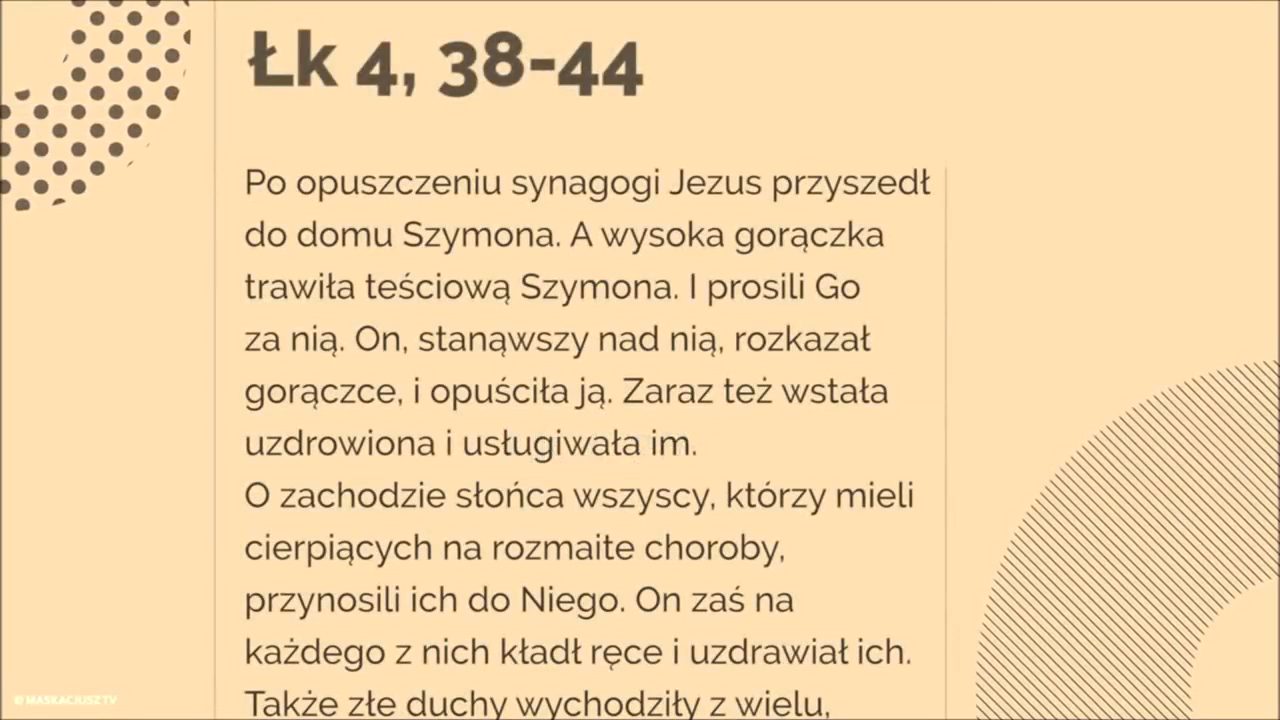 Łk 4, 38-44
Po opuszczeniu synagogi Jezus przyszedł
do domu Szymona. A wysoka gorączka
trawiła teściową Szymona. I prosili Go
za nią. On, stanąwszy nad nią, rozkazał
gorączce, i opuściła ją. Zaraz też wstała
uzdrowiona i usługiwała im.
O zachodzie słońca wszyscy, którzy mieli
cierpiących na rozmaite choroby,
przynosili ich do Niego. On zaś na
każdego z nich kładł ręce i uzdrawiał ich.
Także złe duchy wychodziły z wielu,
© MASKACJUSZ TV